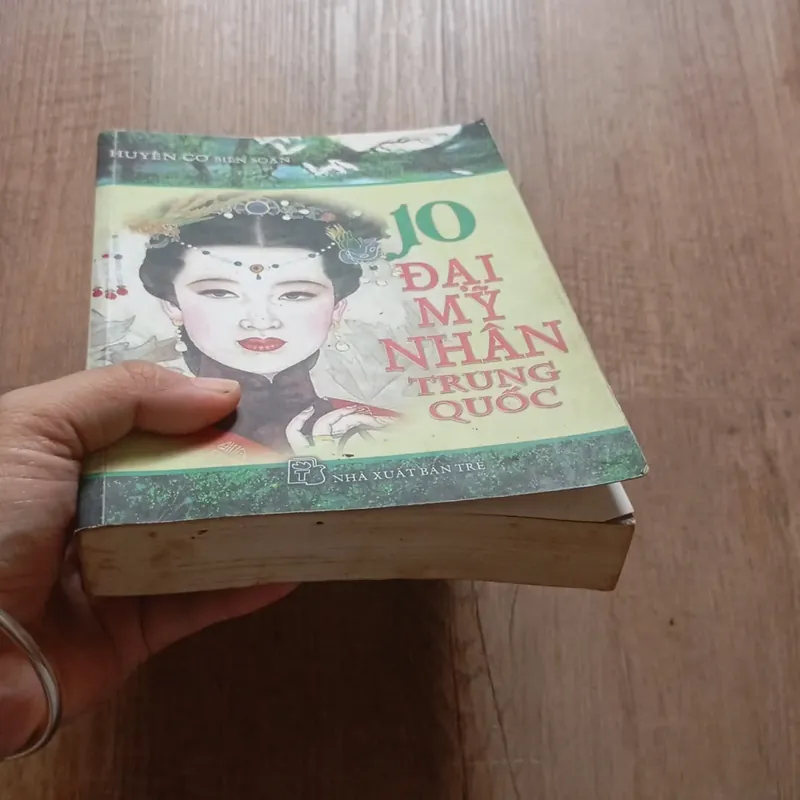 HUYỀN CƠ BIÊN SOẠN
10
ĐẠI
MỸ
NHÂN
TRUNG
QUỐC
NHÀ XUẤT BẢN TRẺ